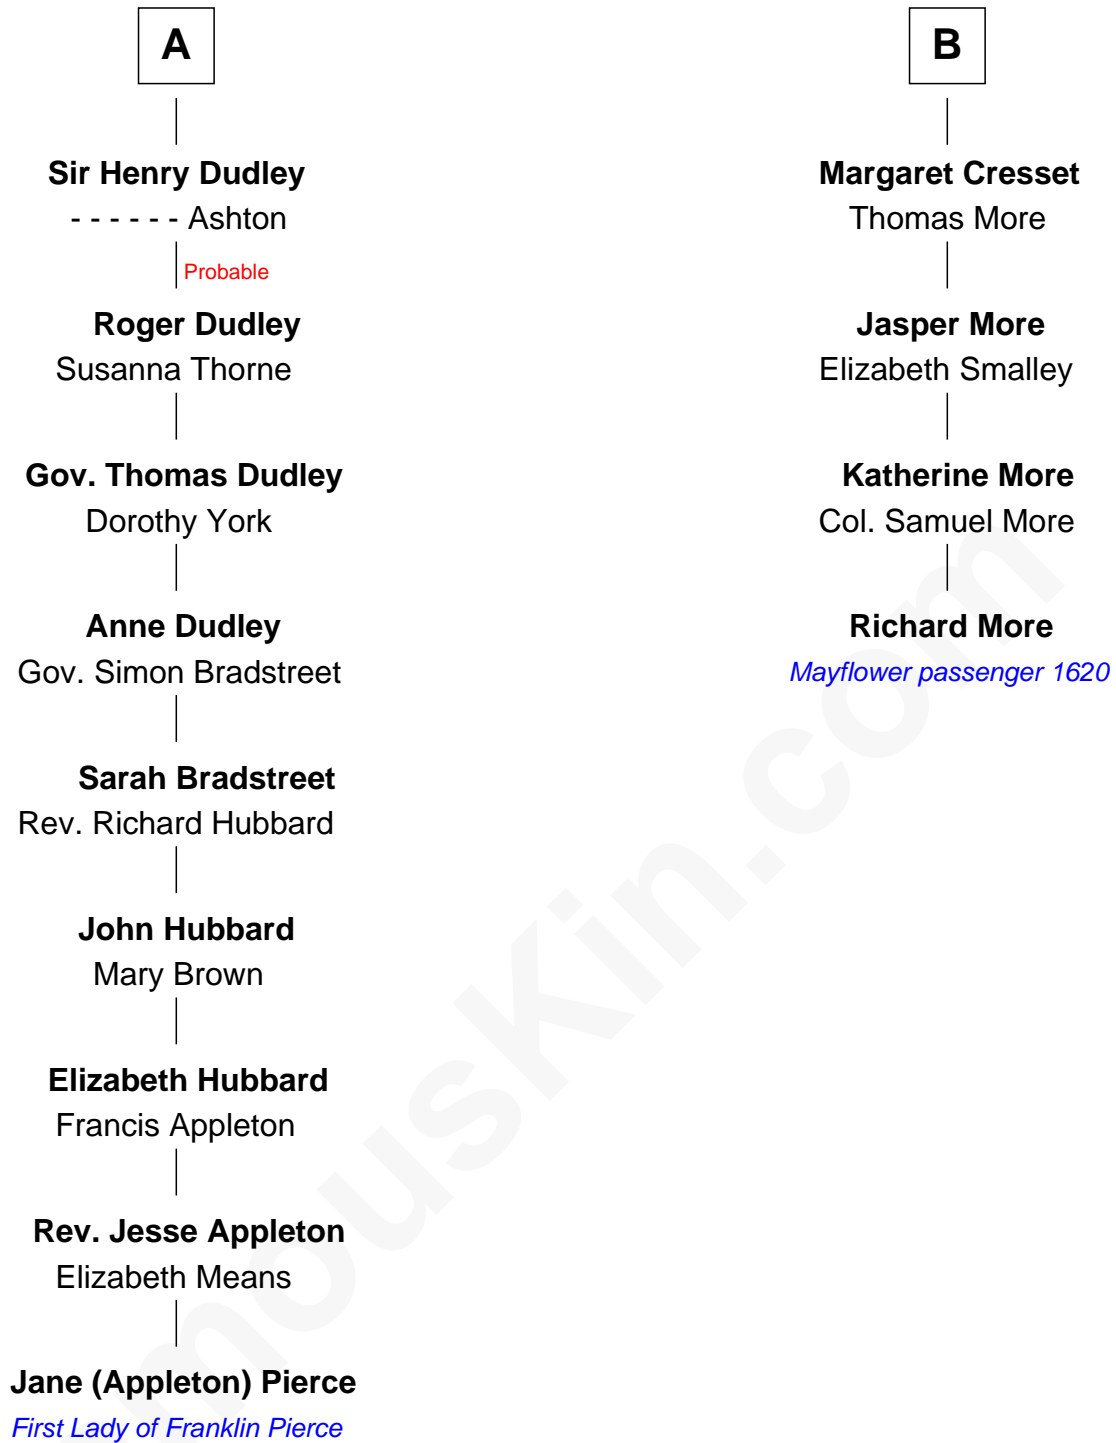 A
Sir Henry Dudley
- - - - - - Ashton
Probable
Roger Dudley
Susanna Thorne
Gov. Thomas Dudley
Dorothy York
Anne Dudley
Gov. Simon Bradstreet
Sarah Bradstreet
Rev. Richard Hubbard
John Hubbard
Mary Brown
Elizabeth Hubbard
Francis Appleton
Rev. Jesse Appleton
Elizabeth Means
Jane (Appleton) Pierce
First Lady of Franklin Pierce
B
Margaret Cresset
Thomas More
Jasper More
Elizabeth Smalley
Katherine More
Col. Samuel More
Richard More
Mayflower passenger 1620
mousKin.com